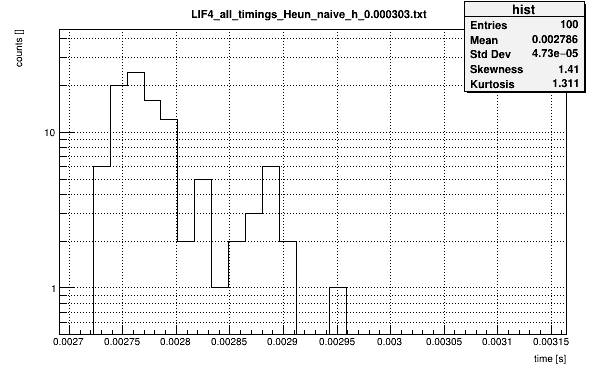 LIF4_all_timings_Heun_naive_h_0.000303.txt
hist
Entries 100
Mean 0.002786
Std Dev 4.73e−05
Skewness 1.41
Kurtosis 1.311
counts []
10
1
0.0027 0.00275 0.0028 0.00285 0.0029 0.00295 0.003 0.00305 0.0031 0.00315
time [s]